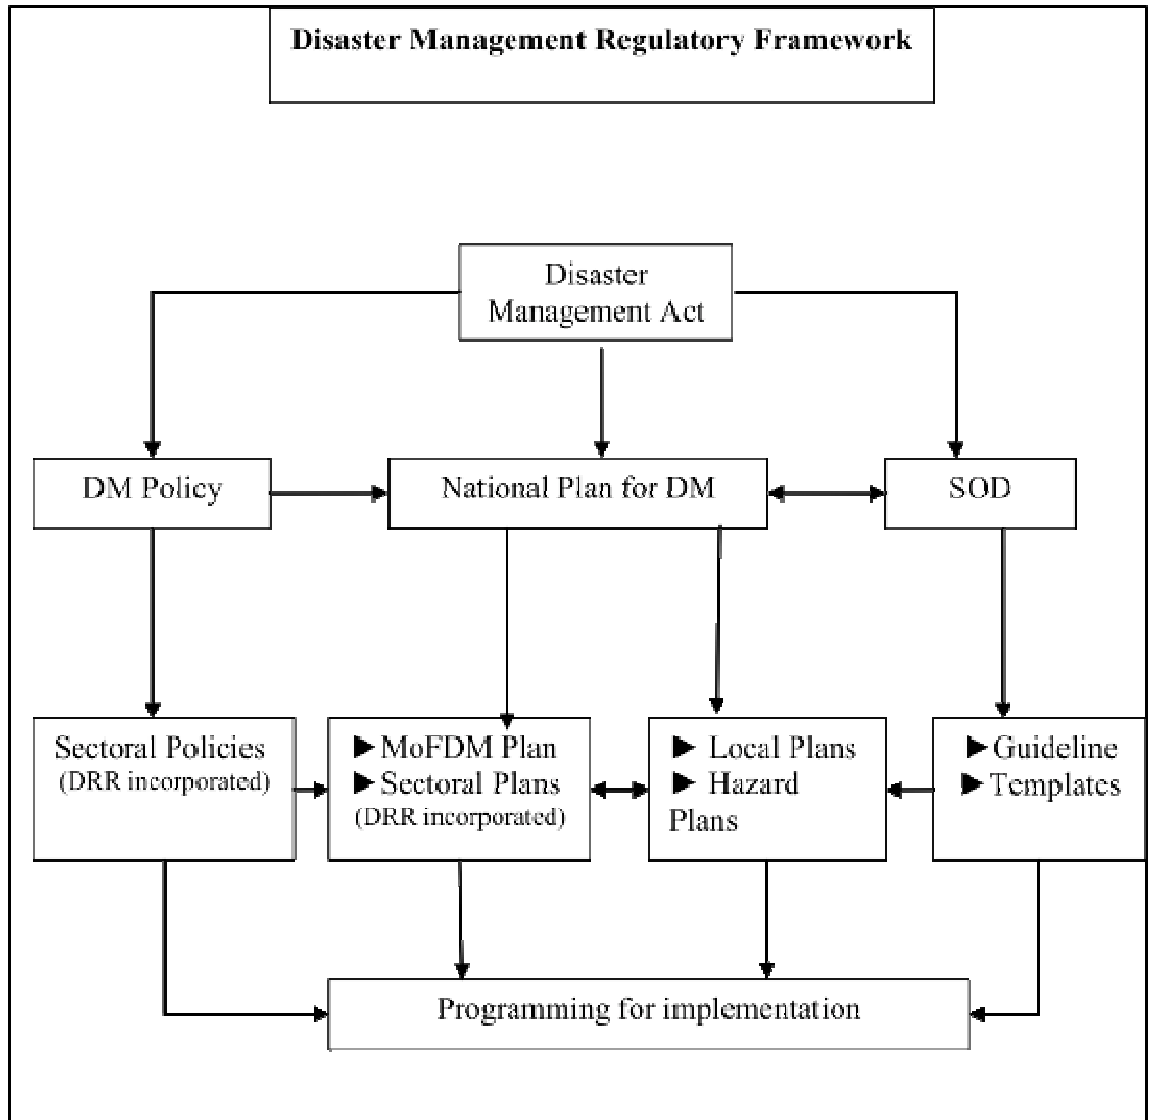 Disaster Management Regulatory Framework
Disaster
Management Act
DM Policy
National Plan for DM
SOD
Sectoral Policies
(DRR incorporated)
►MoFDM Plan
►Sectoral Plans
(DRR incorporated)
► Local Plans
► Hazard
Plans
►Guideline
►Templates
Programming for implementation